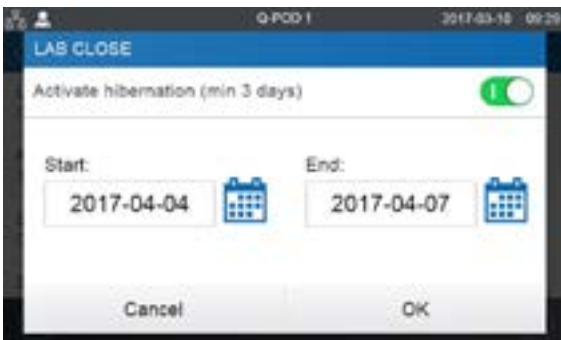 Q-POD 1 2017-03-10 09:29
LAB CLOSE
Activate hibernation (min 3 days)
Start: End:
2017-04-04 2017-04-07
Cancel OK